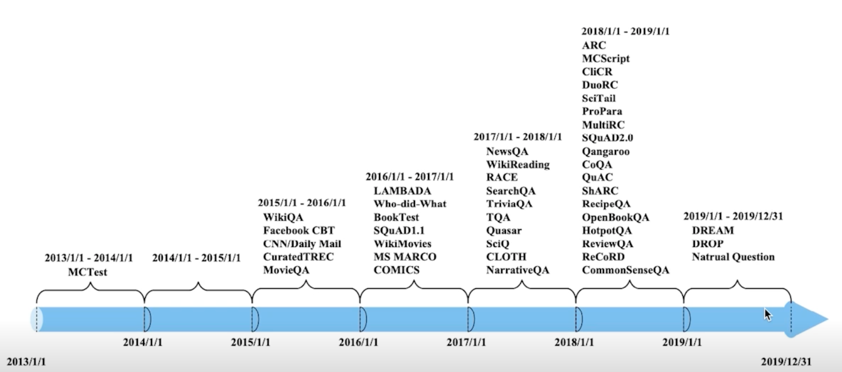 2013/1/1 - 2014/1/1
MCTest
2014/1/1 - 2015/1/1
2015/1/1 - 2016/1/1
WikiQA
Facebook CBT
CNN/Daily Mail
CuratedTREC
MovieQA
2016/1/1 - 2017/1/1
LAMBADA
Who-did-What
BookTest
SQuAD1.1
WikiMovies
MS MARCO
COMICS
2017/1/1 - 2018/1/1
NewsQA
WikiReading
RACE
SearchQA
TriviaQA
TQA
Quasar
SciQ
CLOTH
NarrativeQA
2018/1/1 - 2019/1/1
ARC
MCScript
CliCR
DuoRC
SciTail
ProPara
MultiRC
SQuAD2.0
Qangaroo
CoQA
QuAC
ShARC
RecipeQA
OpenBookQA
HotpotQA
ReviewQA
ReCoRD
CommonSenseQA
2019/1/1 - 2019/12/31
DREAM
DROP
Natrual Question
2013/1/1
2014/1/1
2015/1/1
2016/1/1
2017/1/1
2018/1/1
2019/1/1
2019/12/31